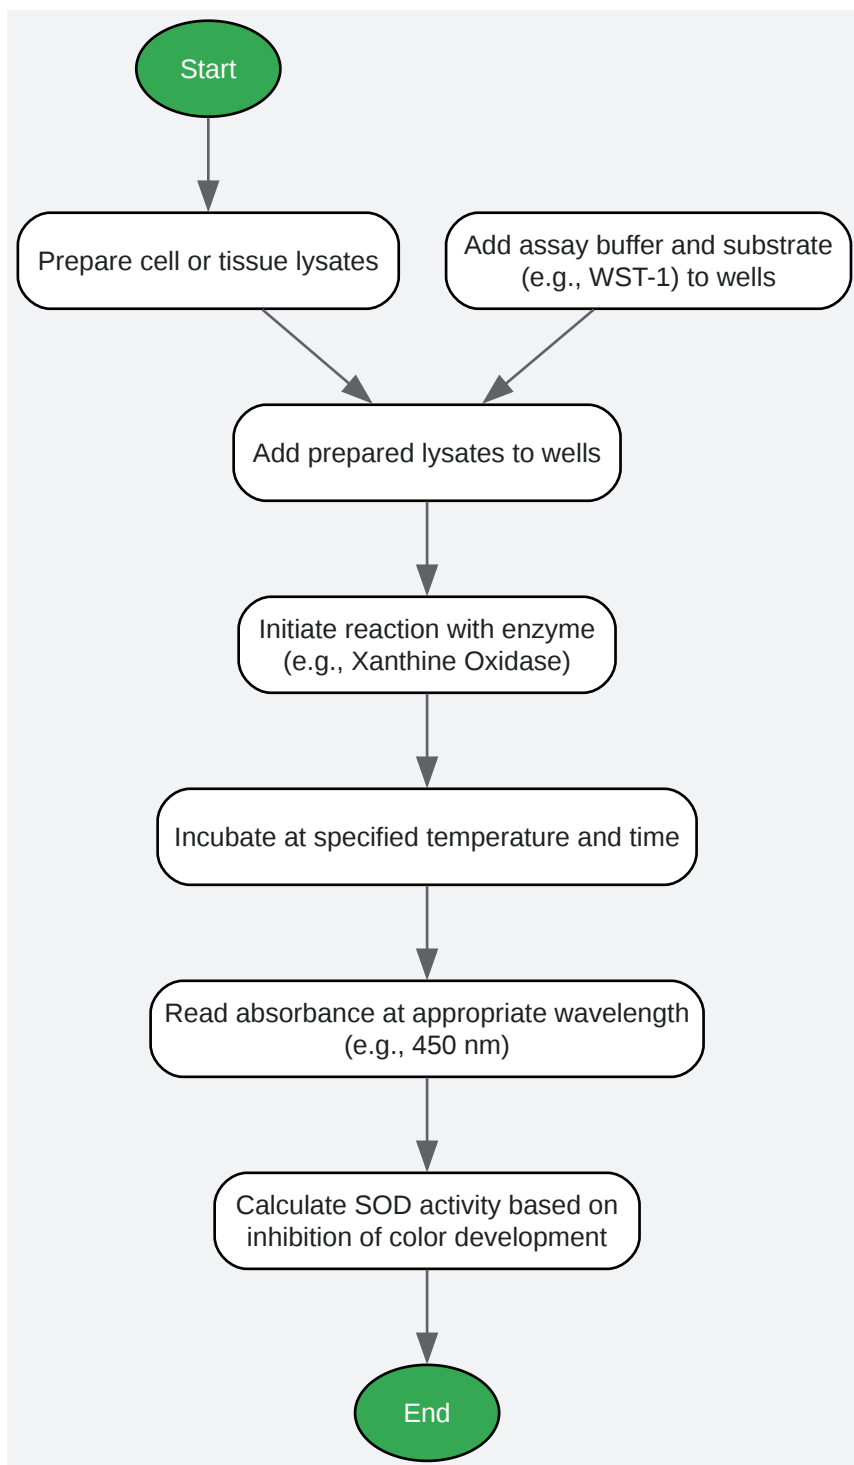 Start
Prepare cell or tissue lysates
Add assay buffer and substrate
(e.g., WST-1) to wells
Add prepared lysates to wells
Initiate reaction with enzyme
(e.g., Xanthine Oxidase)
Incubate at specified temperature and time
Read absorbance at appropriate wavelength
(e.g., 450 nm)
Calculate SOD activity based on
inhibition of color development
End